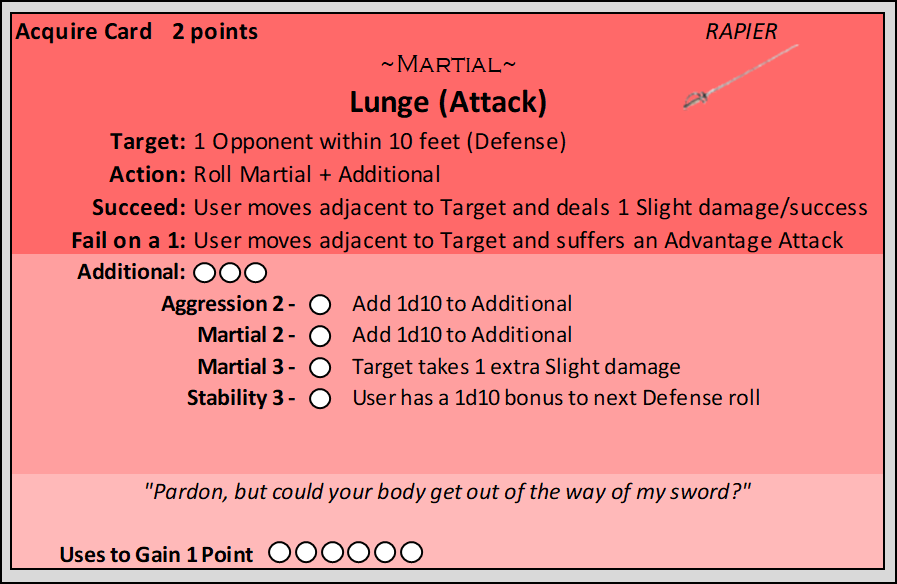 Acquire Card 2 points RAPIER
~MARTIAL~
Lunge (Attack)
Target: 1 Opponent within 10 feet (Defense)
Action: Roll Martial + Additional
Succeed: User moves adjacent to Target and deals 1 Slight damage/success
Fail on a 1: User moves adjacent to Target and suffers an Advantage Attack
Additional:
Aggression 2 - Add 1d10 to Additional
Martial 2 - Add 1d10 to Additional
Martial 3 - Target takes 1 extra Slight damage
Stability 3 - User has a 1d10 bonus to next Defense roll
"Pardon, but could your body get out of the way of my sword?"
Uses to Gain 1 Point